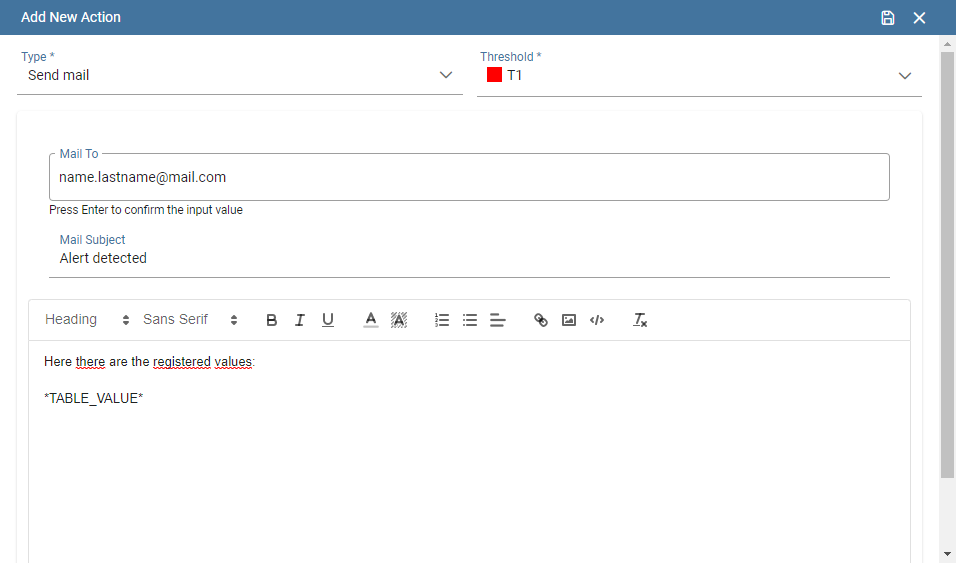 Add New Action
Type *
Send mail
Threshold *
T1
Mail To
name.lastname@mail.com
Press Enter to confirm the input value
Mail Subject
Alert detected
Heading Sans Serif
Here there are the registered values:
*TABLE_VALUE*